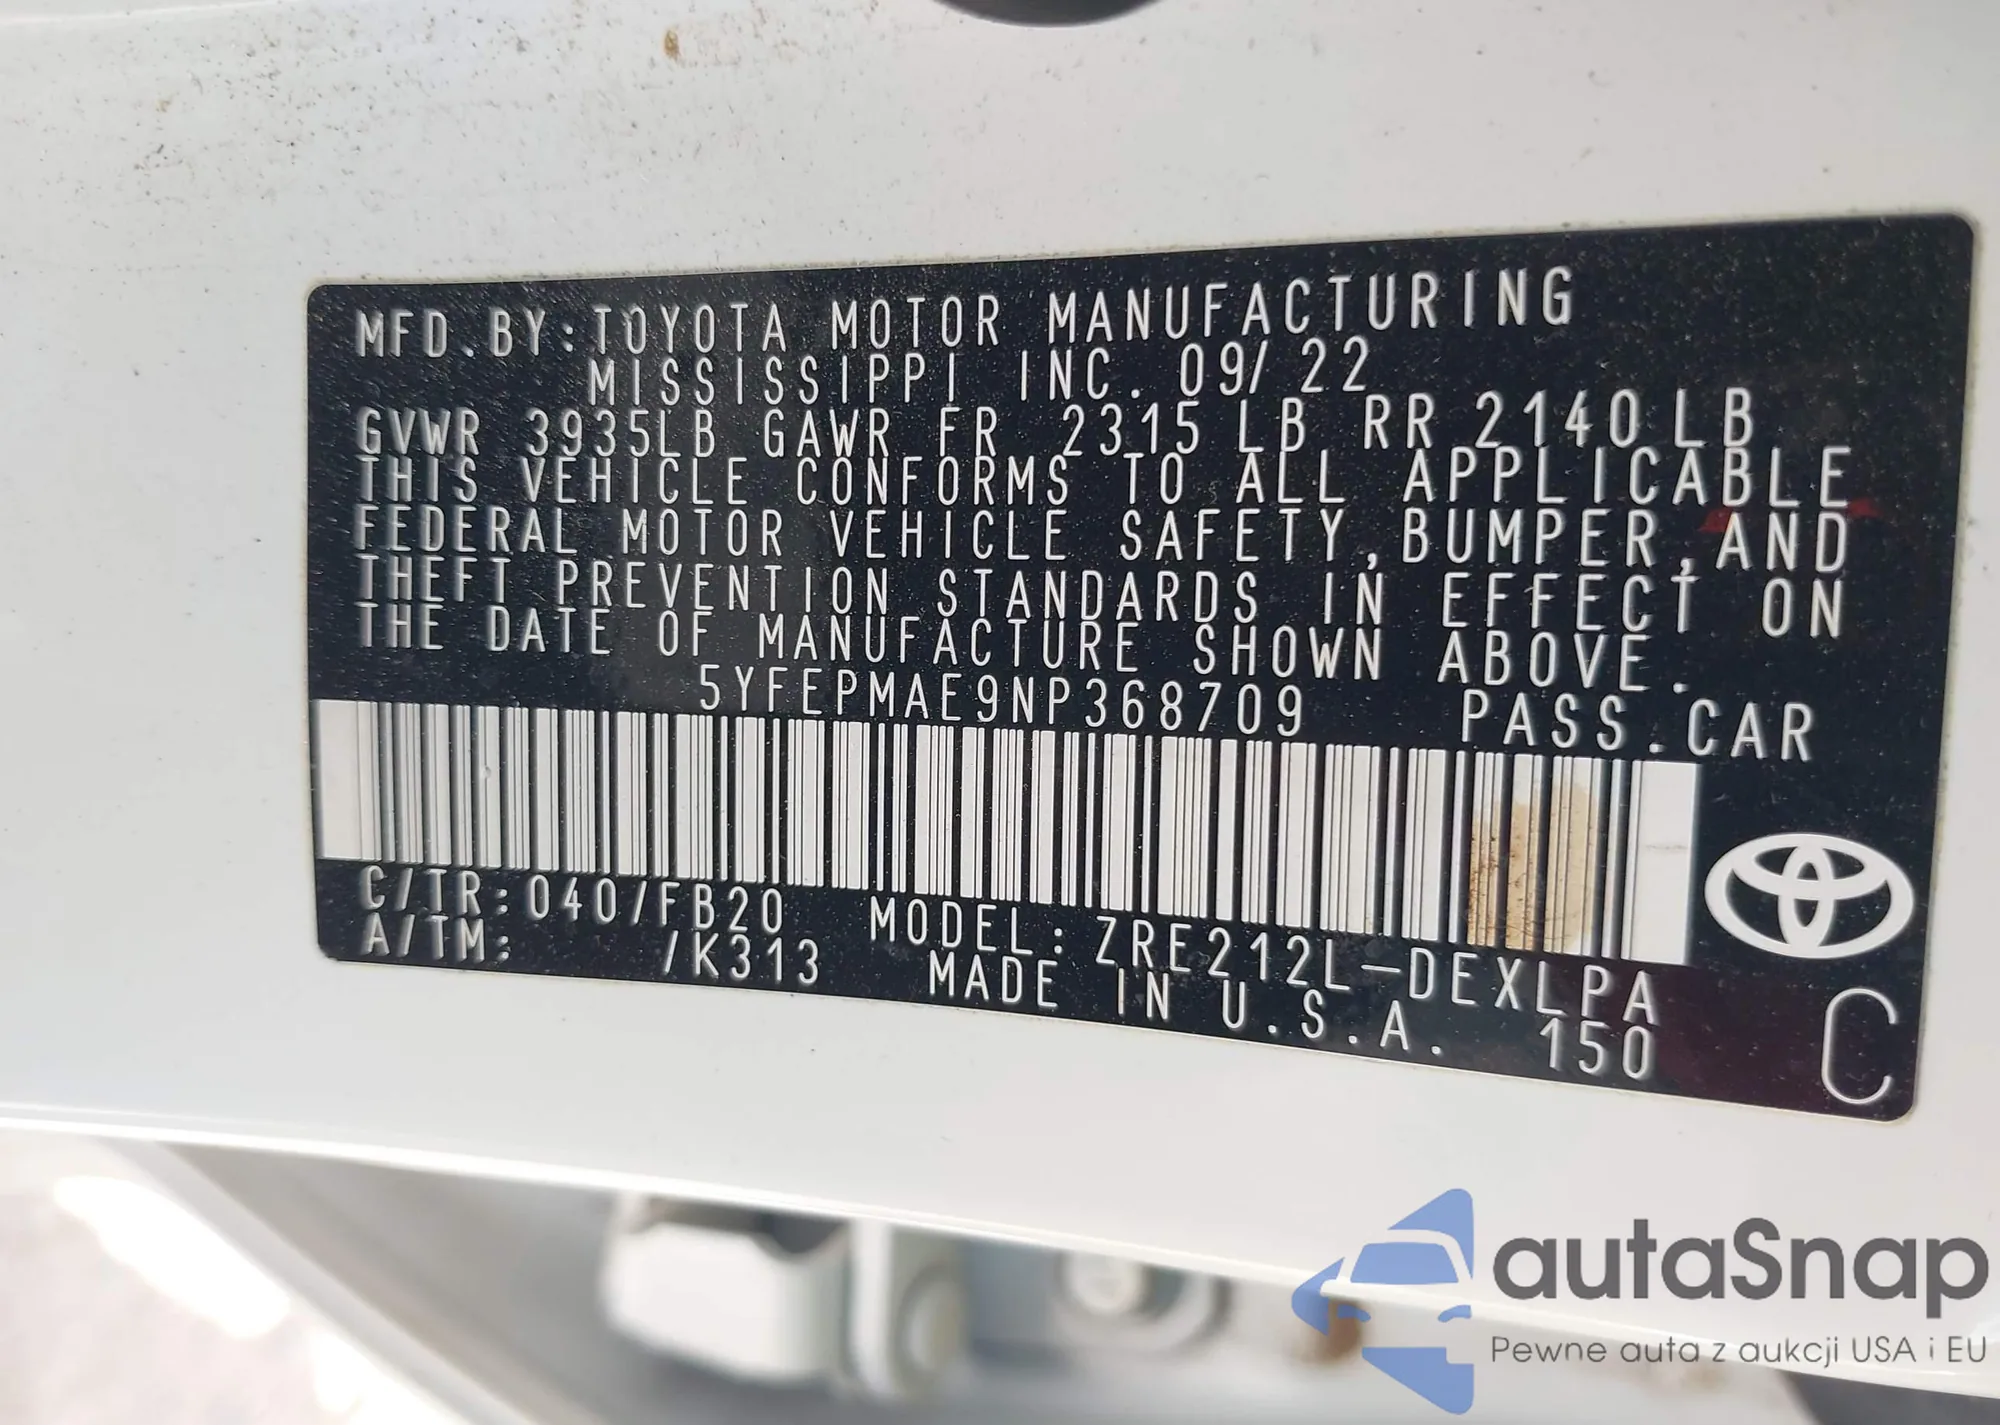 MFD. BY: TOYOTA MOTOR MANUFACTURING
MISSISSIPPI INC. 09/22
GVWR 3935LB GAWR FR 2315 LB RR 2140 LB
THIS VEHICLE CONFORMS TO ALL APPLICABLE
FEDERAL MOTOR VEHICLE SAFETY, BUMPER, AND
THEFT PREVENTION STANDARDS IN EFFECT ON
THE DATE OF MANUFACTURE SHOWN ABOVE.
5YFEPMAE9NP368709 PASS. CAR
C/TR: 040/FB20 MODEL: ZRE212L-DEXLPA
A/TM: /K313 MADE IN U.S.A. 150 C
autaSnap
Pewne auta z aukcji USA i EU